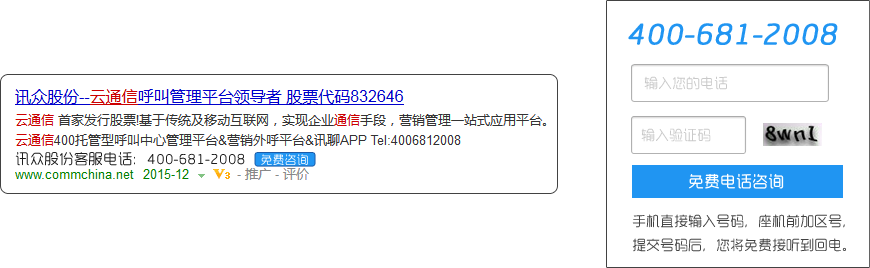 讯众股份--云通信呼叫管理平台领导者 股票代码832646
云通信 首家发行股票!基于传统及移动互联网，实现企业通信手段，营销管理一站式应用平台。
云通信400托管型呼叫中心管理平台&营销外呼平台&讯聊APP Tel:4006812008
讯众股份客服电话：400-681-2008 免费咨询
www.commchina.net 2015-12 V3 - 推广 - 评价
400-681-2008
输入您的电话
输入验证码 8wnl
免费电话咨询
手机直接输入号码，座机前加区号，
提交号码后，您将免费接听到回电。